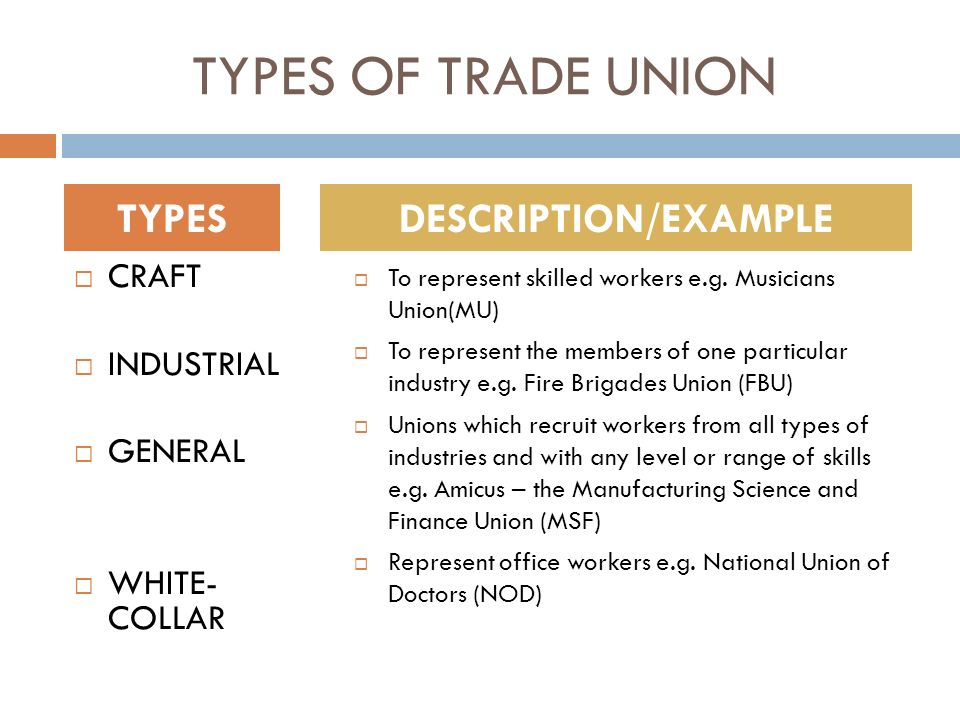 TYPES OF TRADE UNION
TYPES
DESCRIPTION/EXAMPLE
CRAFT
INDUSTRIAL
GENERAL
WHITE-
COLLAR
To represent skilled workers e.g. Musicians
Union(MU)
To represent the members of one particular
industry e.g. Fire Brigades Union (FBU)
Unions which recruit workers from all types of
industries and with any level or range of skills
e.g. Amicus – the Manufacturing Science and
Finance Union (MSF)
Represent office workers e.g. National Union of
Doctors (NOD)